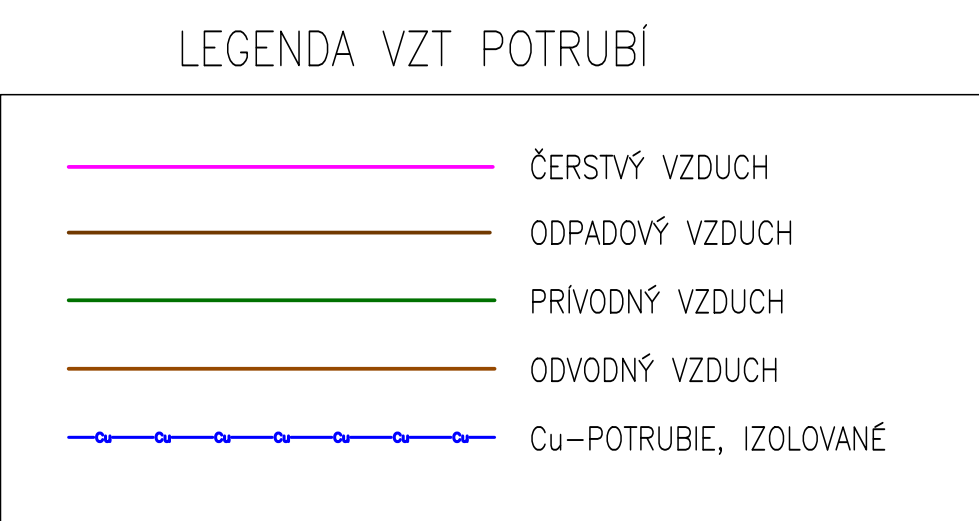 LEGENDA VZT POTRUBÍ
ČERSTVÝ VZDUCH
ODPADOVÝ VZDUCH
PRÍVODNÝ VZDUCH
ODVODNÝ VZDUCH
Cu Cu Cu Cu Cu Cu Cu Cu-POTRUBIE, IZOLOVANÉ